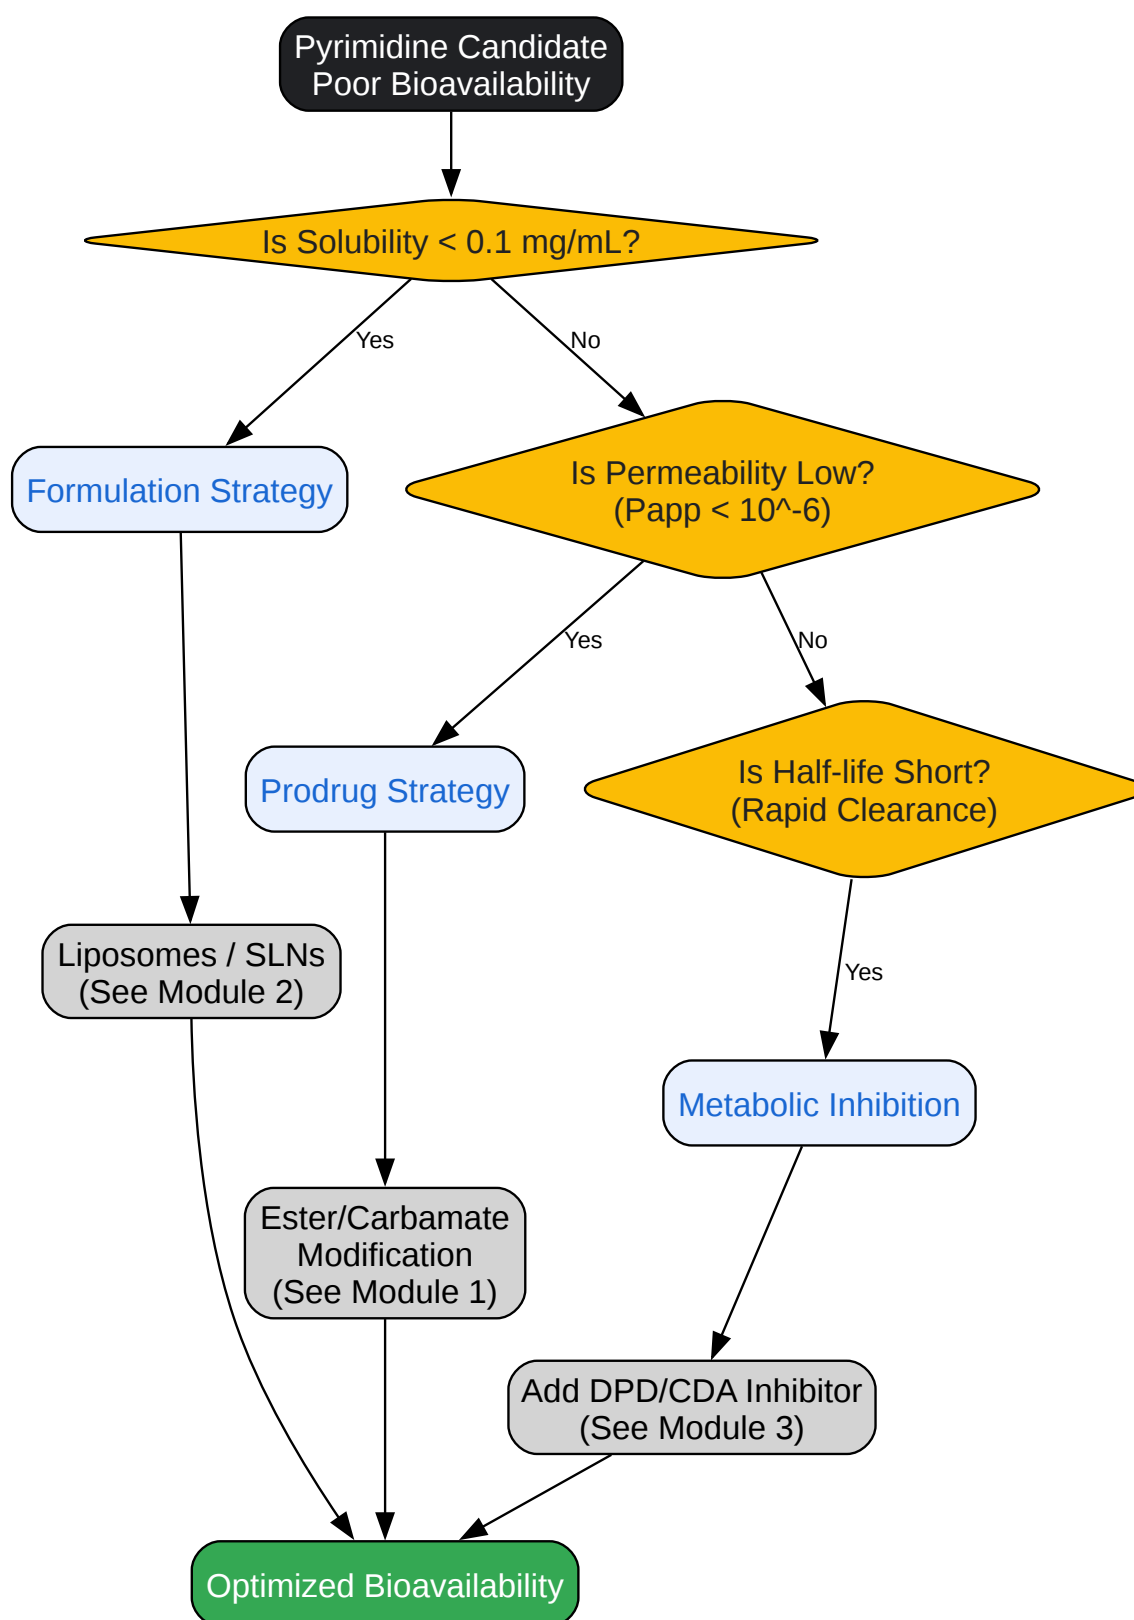 Pyrimidine Candidate
Poor Bioavailability
Is Solubility < 0.1 mg/mL?
Yes
No
Formulation Strategy
Is Permeability Low?
(Papp < 10^-6)
Yes
No
Prodrug Strategy
Is Half-life Short?
(Rapid Clearance)
Liposomes / SLNs
(See Module 2)
Yes
Metabolic Inhibition
Ester/Carbamate
Modification
(See Module 1)
Add DPD/CDA Inhibitor
(See Module 3)
Optimized Bioavailability